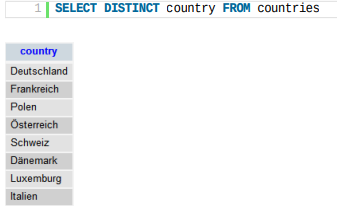 1 SELECT DISTINCT country FROM countries
country
Deutschland
Frankreich
Polen
Österreich
Schweiz
Dänemark
Luxemburg
Italien